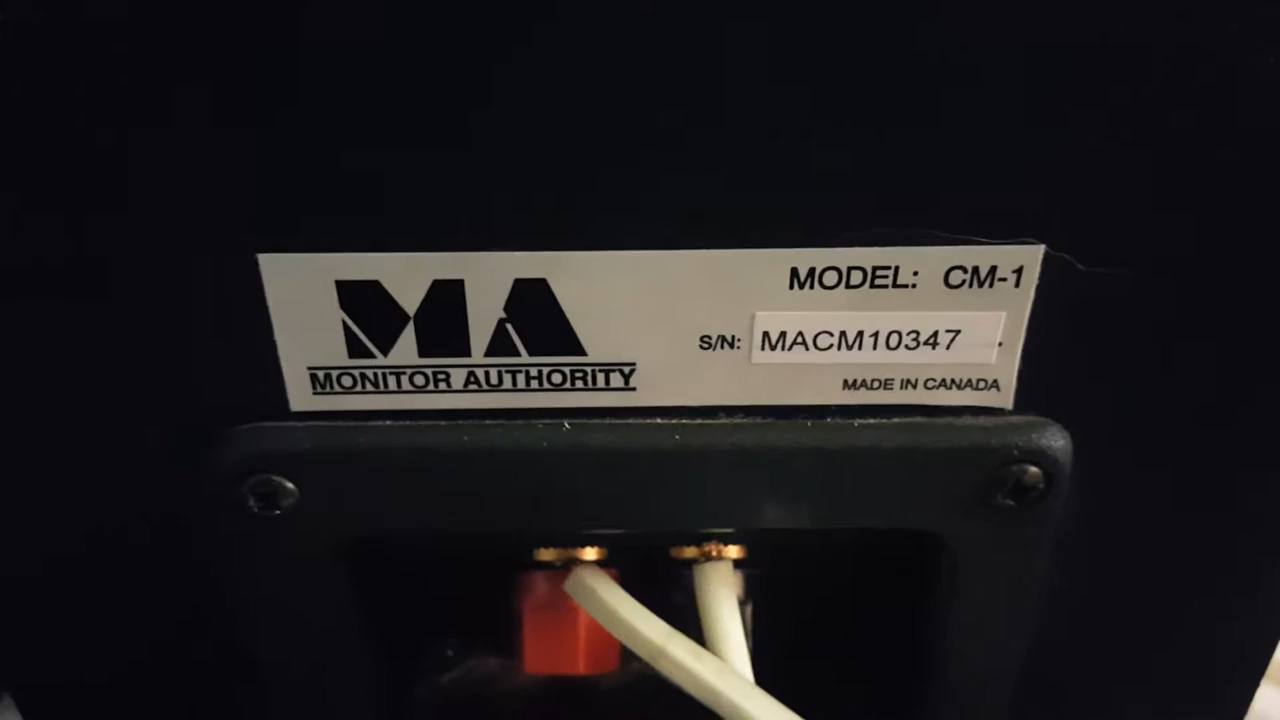 MA
MONITOR AUTHORITY
MODEL: CM-1
S/N: MACM10347
MADE IN CANADA